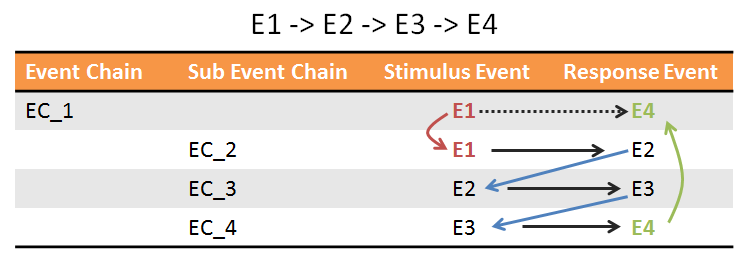 E1 -> E2 -> E3 -> E4
Event Chain Sub Event Chain Stimulus Event Response Event
EC_1 E1 E4
EC_2 E1 E2
EC_3 E2 E3
EC_4 E3 E4